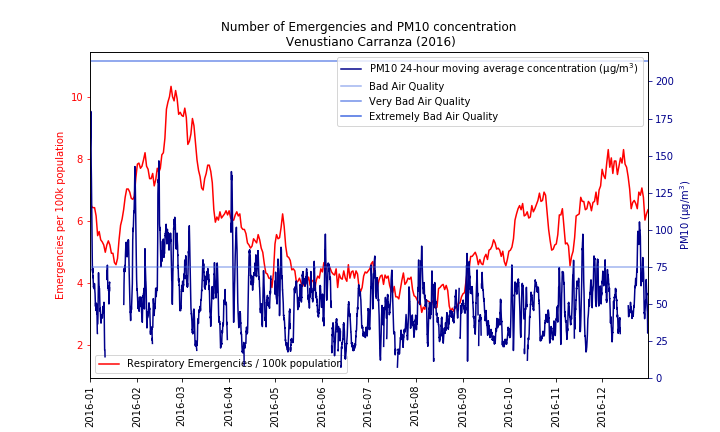 Number of Emergencies and PM10 concentration
Venustiano Carranza (2016)
PM10 24-hour moving average concentration (µg/m³)
Bad Air Quality
Very Bad Air Quality
Extremely Bad Air Quality
Emergencies per 100k population
10
8
6
4
2
PM10 (µg/m³)
200
175
150
125
100
75
50
25
0
Respiratory Emergencies / 100k population
2016-01
2016-02
2016-03
2016-04
2016-05
2016-06
2016-07
2016-08
2016-09
2016-10
2016-11
2016-12